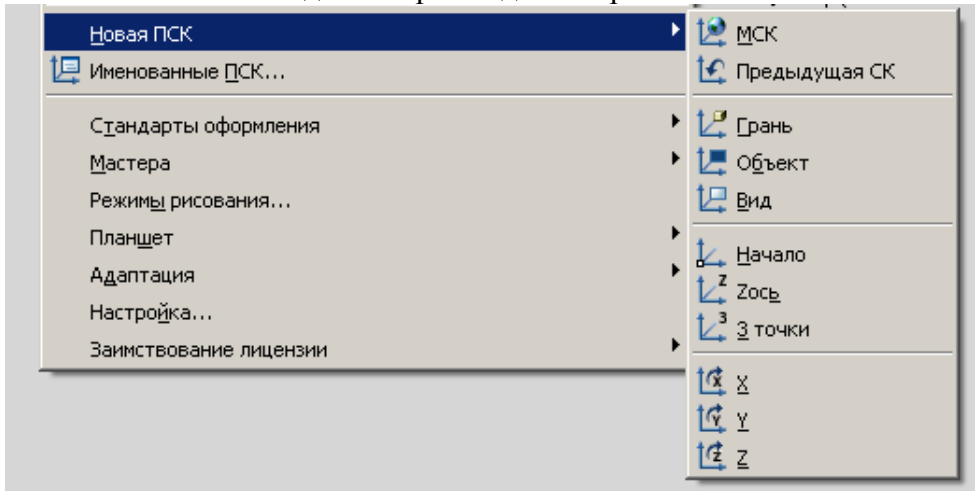 Новая ПСК
Именованные ПСК...
Стандарты оформления
Мастера
Режимы рисования...
Планшет
Адаптация
Настройка...
Заимствование лицензии
МСК
Предыдущая СК
Грань
Объект
Вид
Начало
Zось
3 точки
X
Y
Z